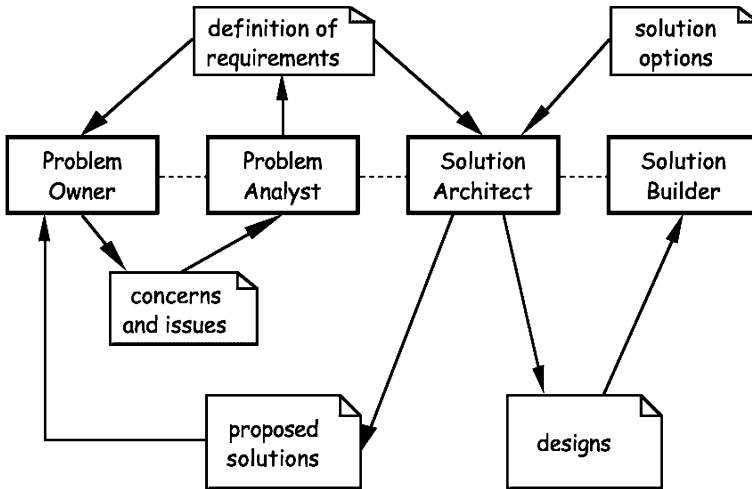 definition of
requirements
solution
options
Problem
Owner
Problem
Analyst
Solution
Architect
Solution
Builder
concerns
and issues
proposed
solutions
designs